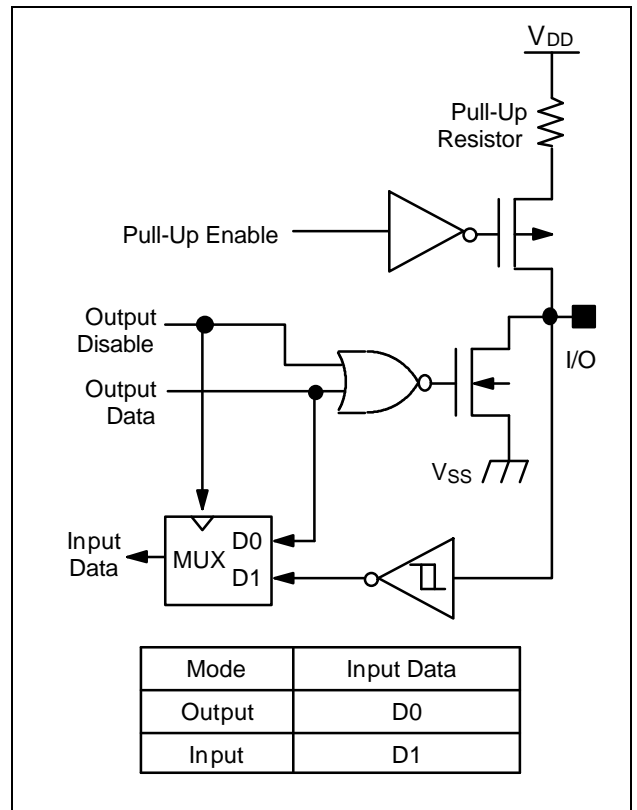 VDD
Pull-Up
Resistor
Pull-Up Enable
Output
Disable
Output
Data
I/O
VSS
Input
Data
MUX
D0
D1
Mode Input Data
Output D0
Input D1